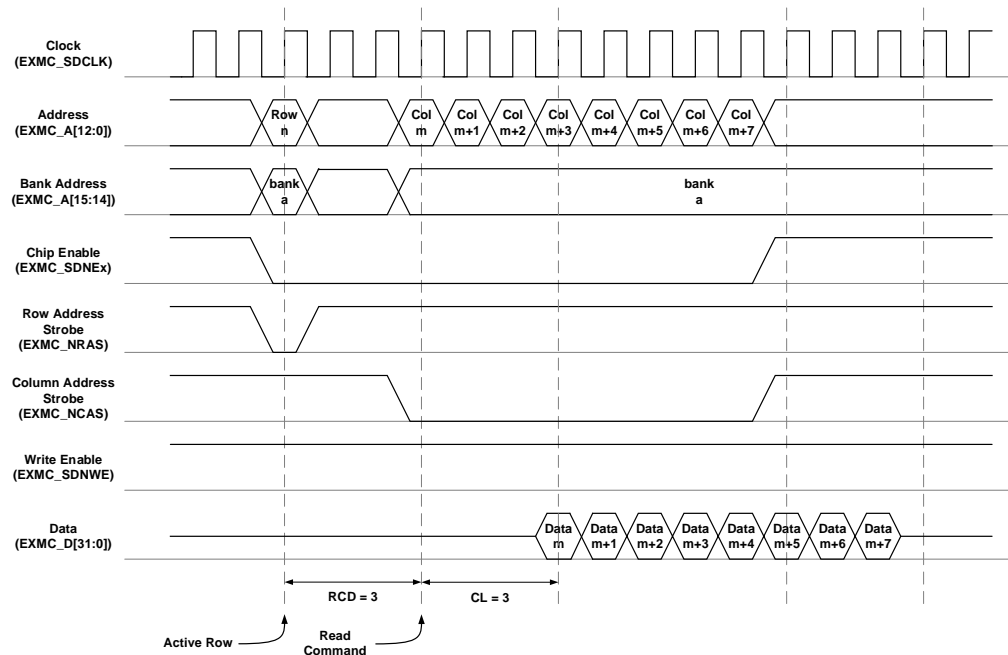 Clock
(EXMC_SDCLK)
Address
(EXMC_A[12:0])
Row
n
Col
m
Col
m+1
Col
m+2
Col
m+3
Col
m+4
Col
m+5
Col
m+6
Col
m+7
Bank Address
(EXMC_A[15:14])
bank
a
bank
a
Chip Enable
(EXMC_SDNEx)
Row Address
Strobe
(EXMC_NRAS)
Column Address
Strobe
(EXMC_NCAS)
Write Enable
(EXMC_SDNWE)
Data
(EXMC_D[31:0])
Data
m
Data
m+1
Data
m+2
Data
m+3
Data
m+4
Data
m+5
Data
m+6
Data
m+7
RCD = 3
CL = 3
Active Row
Read
Command